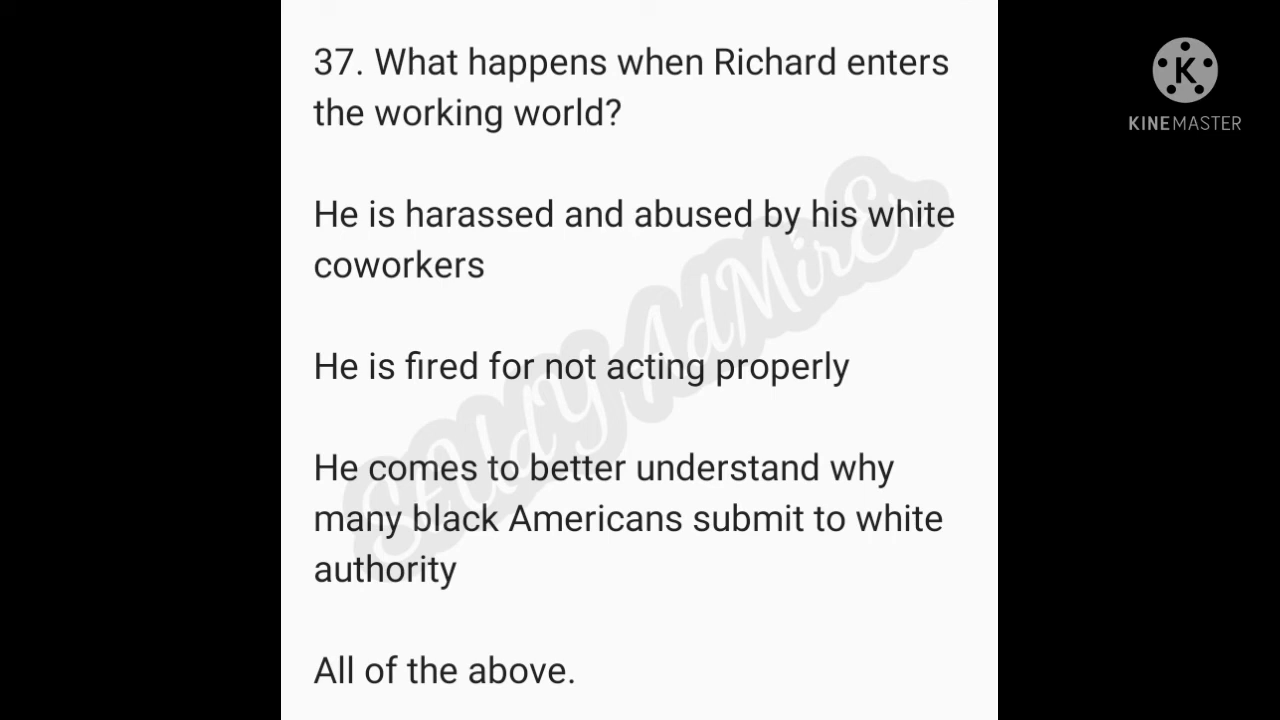 37. What happens when Richard enters
the working world?
He is harassed and abused by his white
coworkers
He is fired for not acting properly
He comes to better understand why
many black Americans submit to white
authority
All of the above.
K
KINEMASTER
StUdY AdMirEr